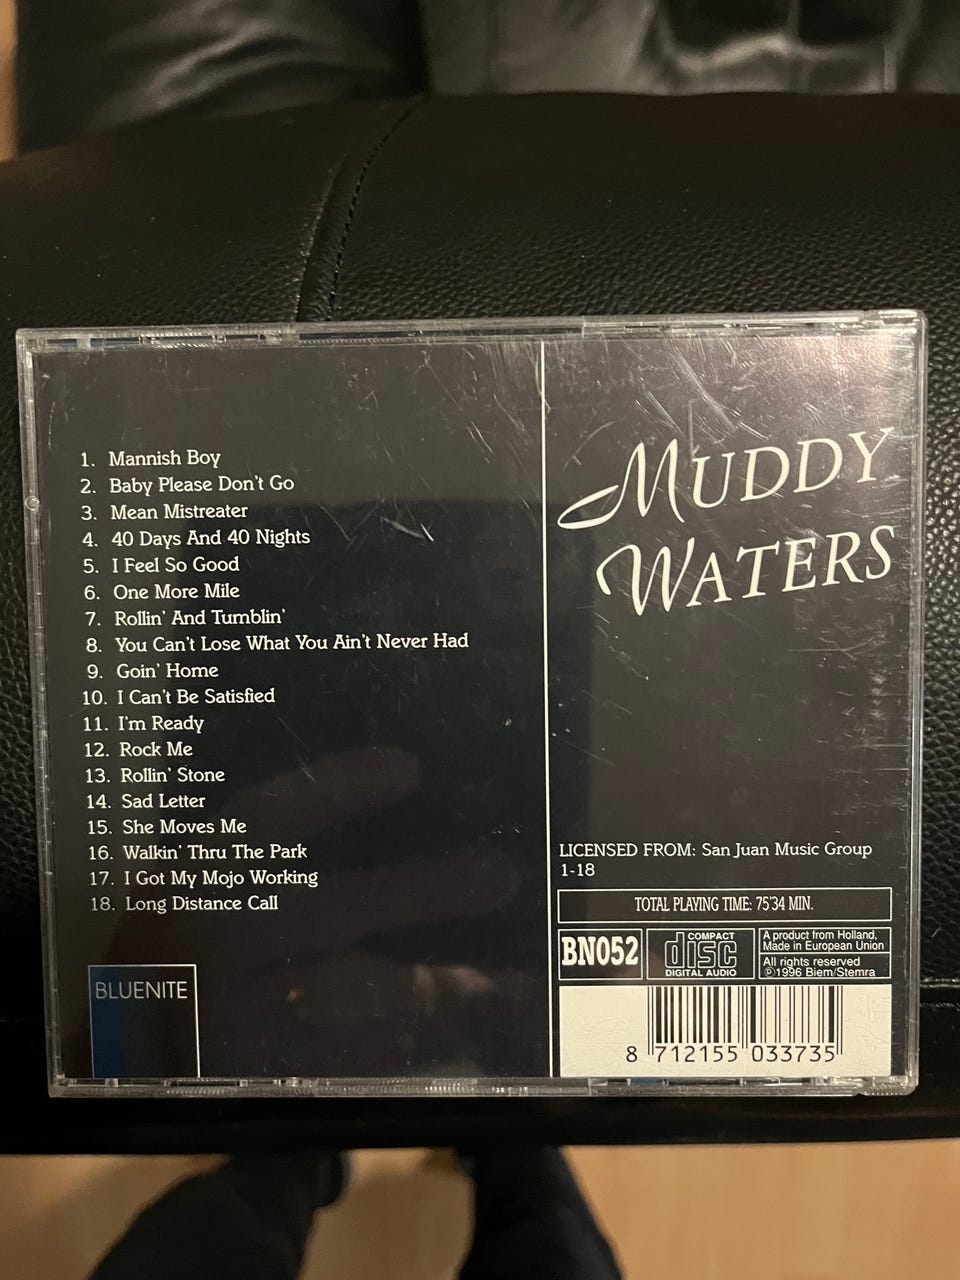 1. Mannish Boy
2. Baby Please Don't Go
3. Mean Mistreater
4. 40 Days And 40 Nights
5. I Feel So Good
6. One More Mile
7. Rollin' And Tumblin'
8. You Can't Lose What You Ain't Never Had
9. Goin' Home
10. I Can't Be Satisfied
11. I'm Ready
12. Rock Me
13. Rollin' Stone
14. Sad Letter
15. She Moves Me
16. Walkin' Thru The Park
17. I Got My Mojo Working
18. Long Distance Call
BLUENITE
MUDDY
WATERS
LICENSED FROM: San Juan Music Group
1-18
TOTAL PLAYING TIME: 75'34 MIN.
BN052
COMPACT
disc
DIGITAL AUDIO
A product from Holland,
Made in European Union
All rights reserved
℗1996 Biem/Stemra
8 712155 033735